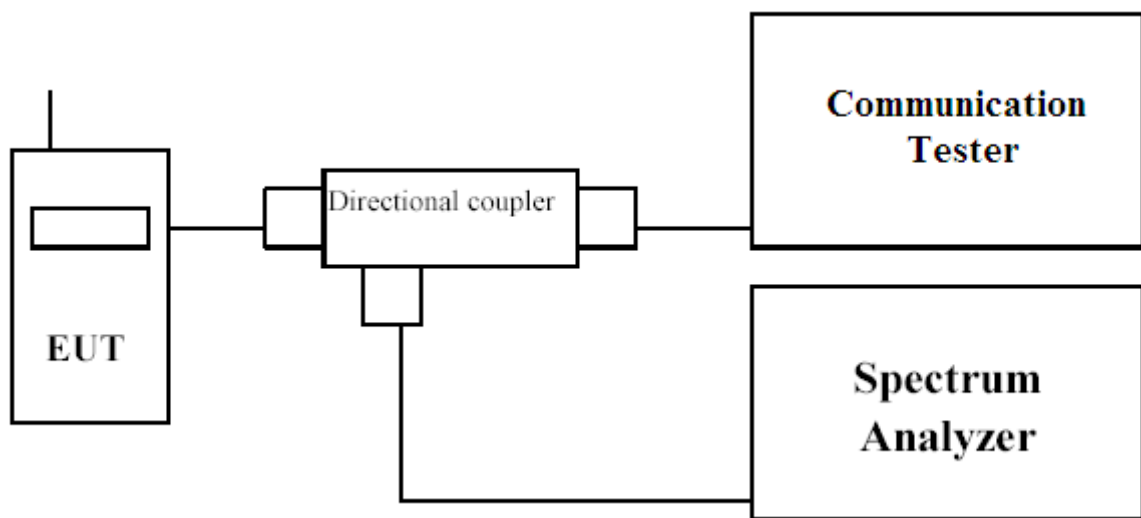 Communication
Tester
Directional coupler
EUT
Spectrum
Analyzer